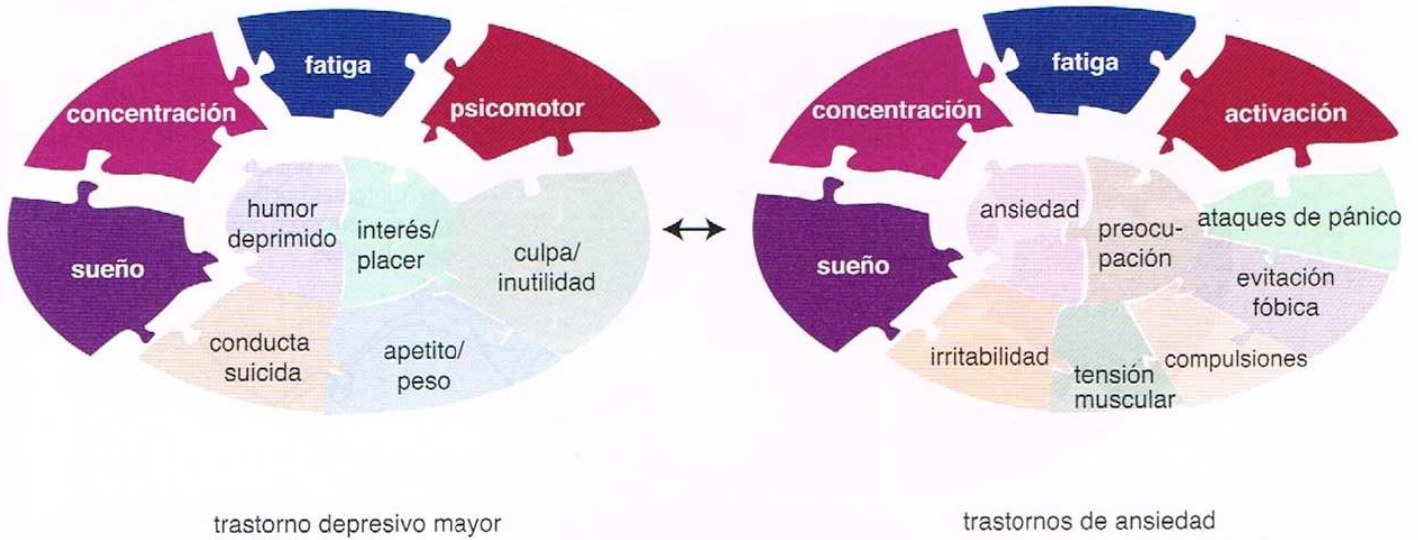 fatiga
concentración
psicomotor
sueño
humor
deprimido
interés/
placer
culpa/
inutilidad
conducta
suicida
apetito/
peso
trastorno depresivo mayor
fatiga
concentración
activación
sueño
ansiedad
preocu-
pación
ataques de pánico
evitación
fóbica
irritabilidad
tensión
muscular
compulsiones
trastornos de ansiedad